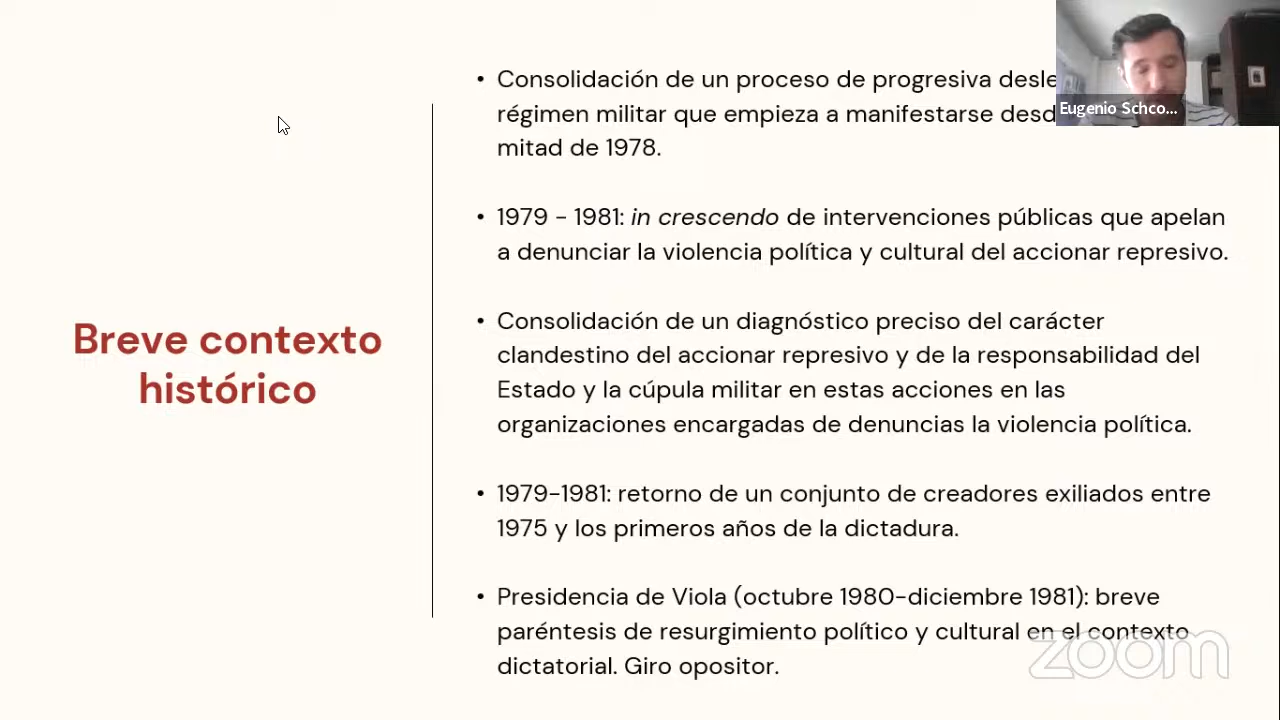 Breve contexto
histórico
• Consolidación de un proceso de progresiva
régimen militar que empieza a manifestarse
mitad de 1978.
• 1979 - 1981: in crescendo de intervenciones públicas que apelan
a denunciar la violencia política y cultural del accionar represivo.
• Consolidación de un diagnóstico preciso del carácter
clandestino del accionar represivo y de la responsabilidad del
Estado y la cúpula militar en estas acciones en las
organizaciones encargadas de denuncias la violencia política.
• 1979-1981: retorno de un conjunto de creadores exiliados entre
1975 y los primeros años de la dictadura.
• Presidencia de Viola (octubre 1980-diciembre 1981): breve
paréntesis de resurgimiento político y cultural en el contexto
dictatorial. Giro opositor.
Eugenio Schco...
zoom